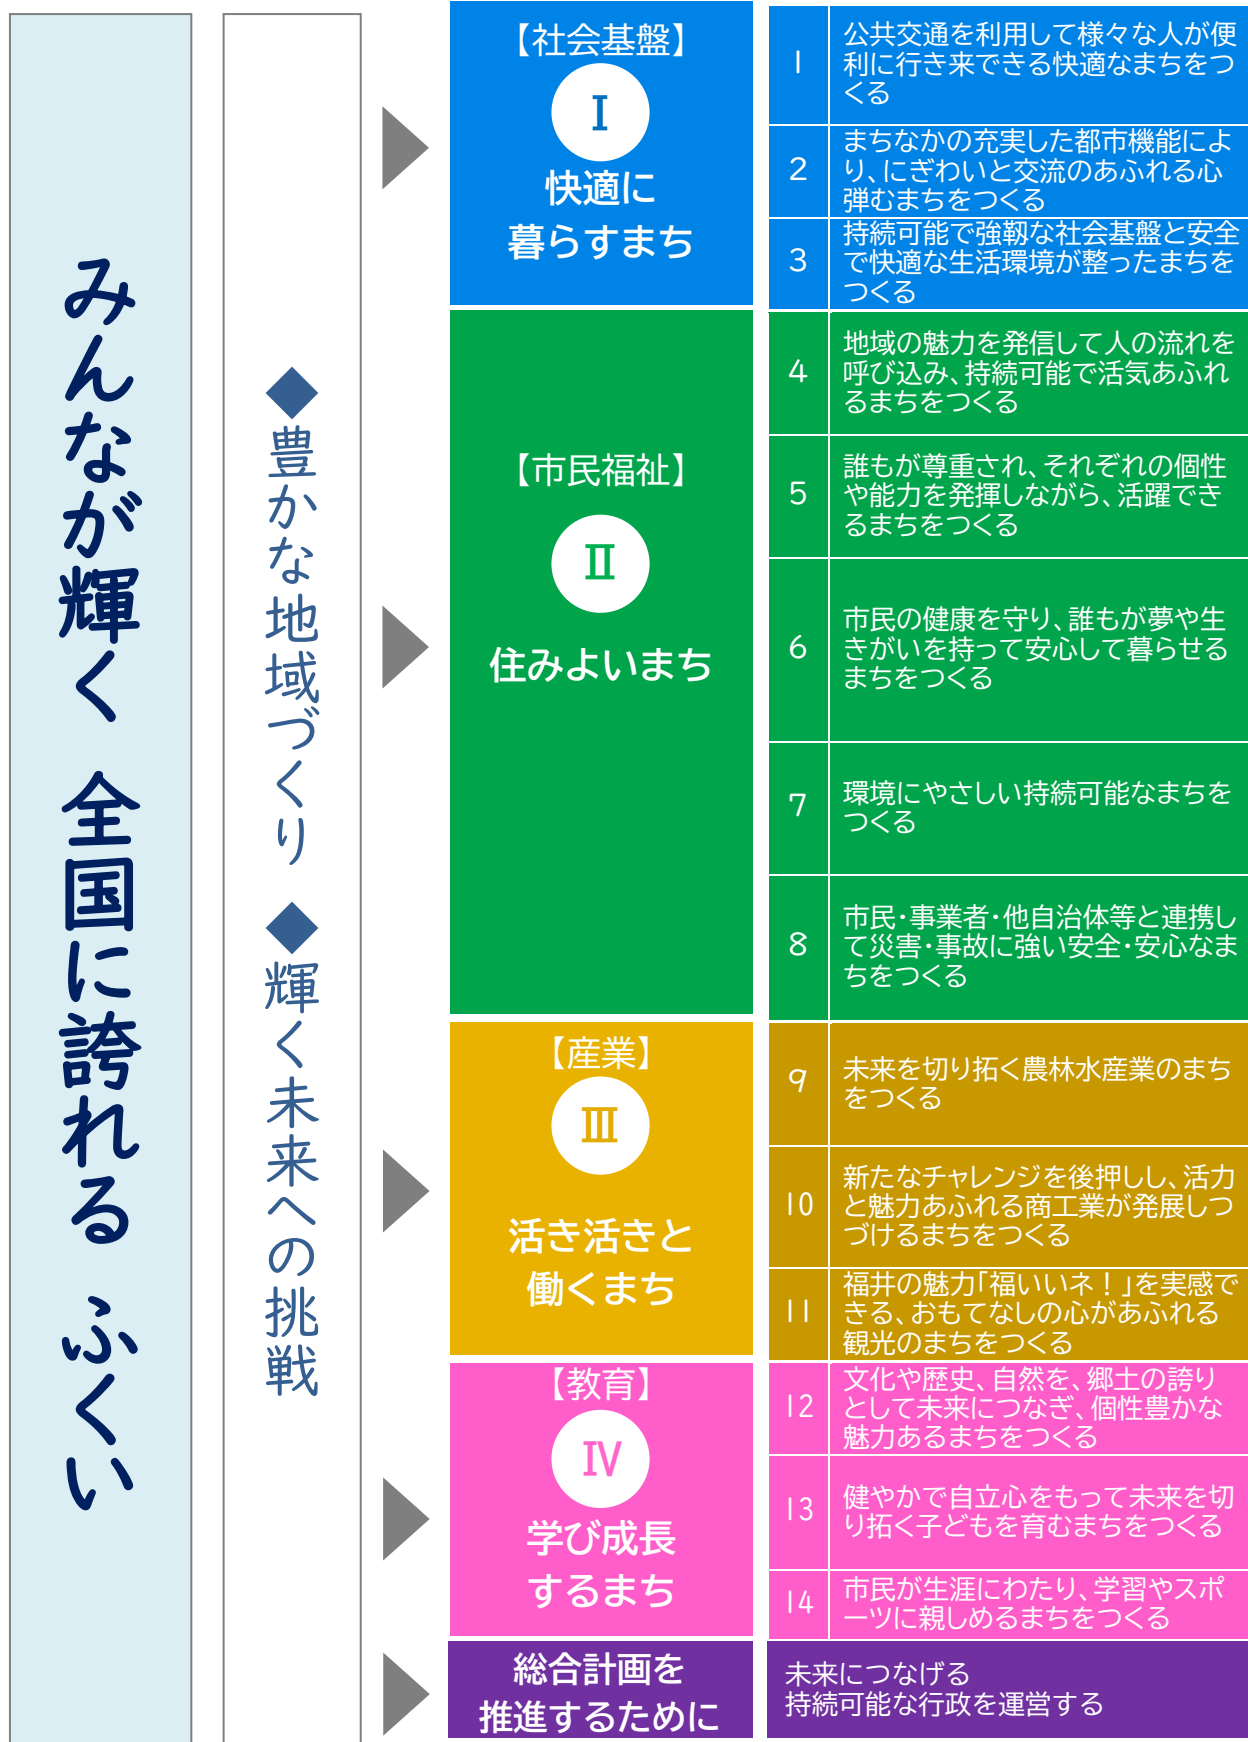 みんなが輝く 全国に誇れる ふくい
◆豊かな地域づくり ◆輝く未来への挑戦
【社会基盤】
Ⅰ
快適に
暮らすまち
1
公共交通を利用して様々な人が便
利に行き来できる快適なまちをつ
くる
2
まちなかの充実した都市機能によ
り、にぎわいと交流のあふれる心
弾むまちをつくる
3
持続可能で強靱な社会基盤と安全
で快適な生活環境が整ったまちを
つくる
【市民福祉】
Ⅱ
住みよいまち
4
地域の魅力を発信して人の流れを
呼び込み、持続可能で活気あふれ
るまちをつくる
5
誰もが尊重され、それぞれの個性
や能力を発揮しながら、活躍でき
るまちをつくる
6
市民の健康を守り、誰もが夢や生
きがいを持って安心して暮らせる
まちをつくる
7
環境にやさしい持続可能なまちを
つくる
8
市民・事業者・他自治体等と連携し
て災害・事故に強い安全・安心なま
ちをつくる
【産業】
Ⅲ
活き活きと
働くまち
9
未来を切り拓く農林水産業のまち
をつくる
10
新たなチャレンジを後押しし、活力
と魅力あふれる商工業が発展しつ
づけるまちをつくる
11
福井の魅力「福いいネ！」を実感で
きる、おもてなしの心があふれる
観光のまちをつくる
【教育】
Ⅳ
学び成長
するまち
12
文化や歴史、自然を、郷土の誇り
として未来につなぎ、個性豊かな
魅力あるまちをつくる
13
健やかで自立心をもって未来を切
り拓く子どもを育むまちをつくる
14
市民が生涯にわたり、学習やスポ
ーツに親しめるまちをつくる
総合計画を
推進するために
未来につなげる
持続可能な行政を運営する